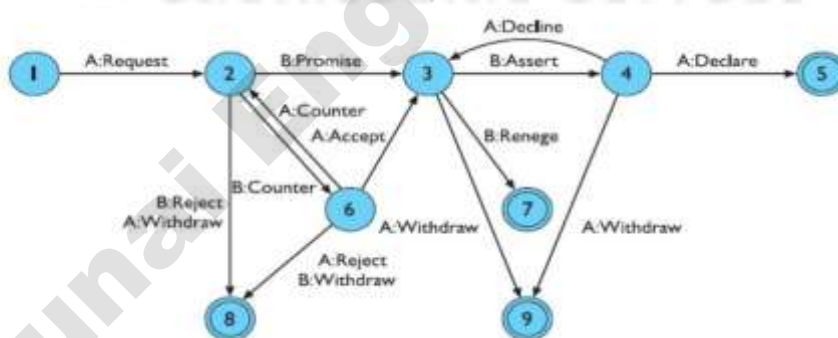 A:Decline
A:Request
B:Promise
B:Assert
A:Declare
1
2
3
4
5
A:Counter
A:Accept
B:Renege
B:Reject
A:Withdraw
B:Counter
6
7
A:Withdraw
A:Withdraw
A:Reject
B:Withdraw
8
9